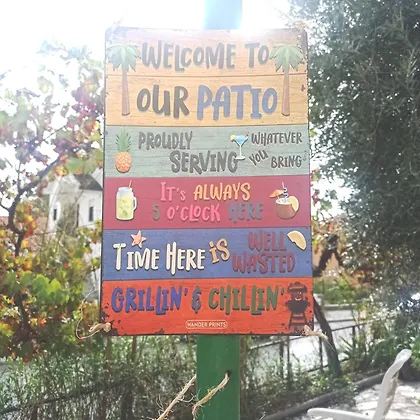 WELCOME TO
OUR PATIO
PROUDLY WHATEVER
SERVING YOU BRING
IT'S ALWAYS
5 O'CLOCK HERE
TIME HERE IS WELL
WASTED
GRILLIN' & CHILLIN'
WANDER PRINTS